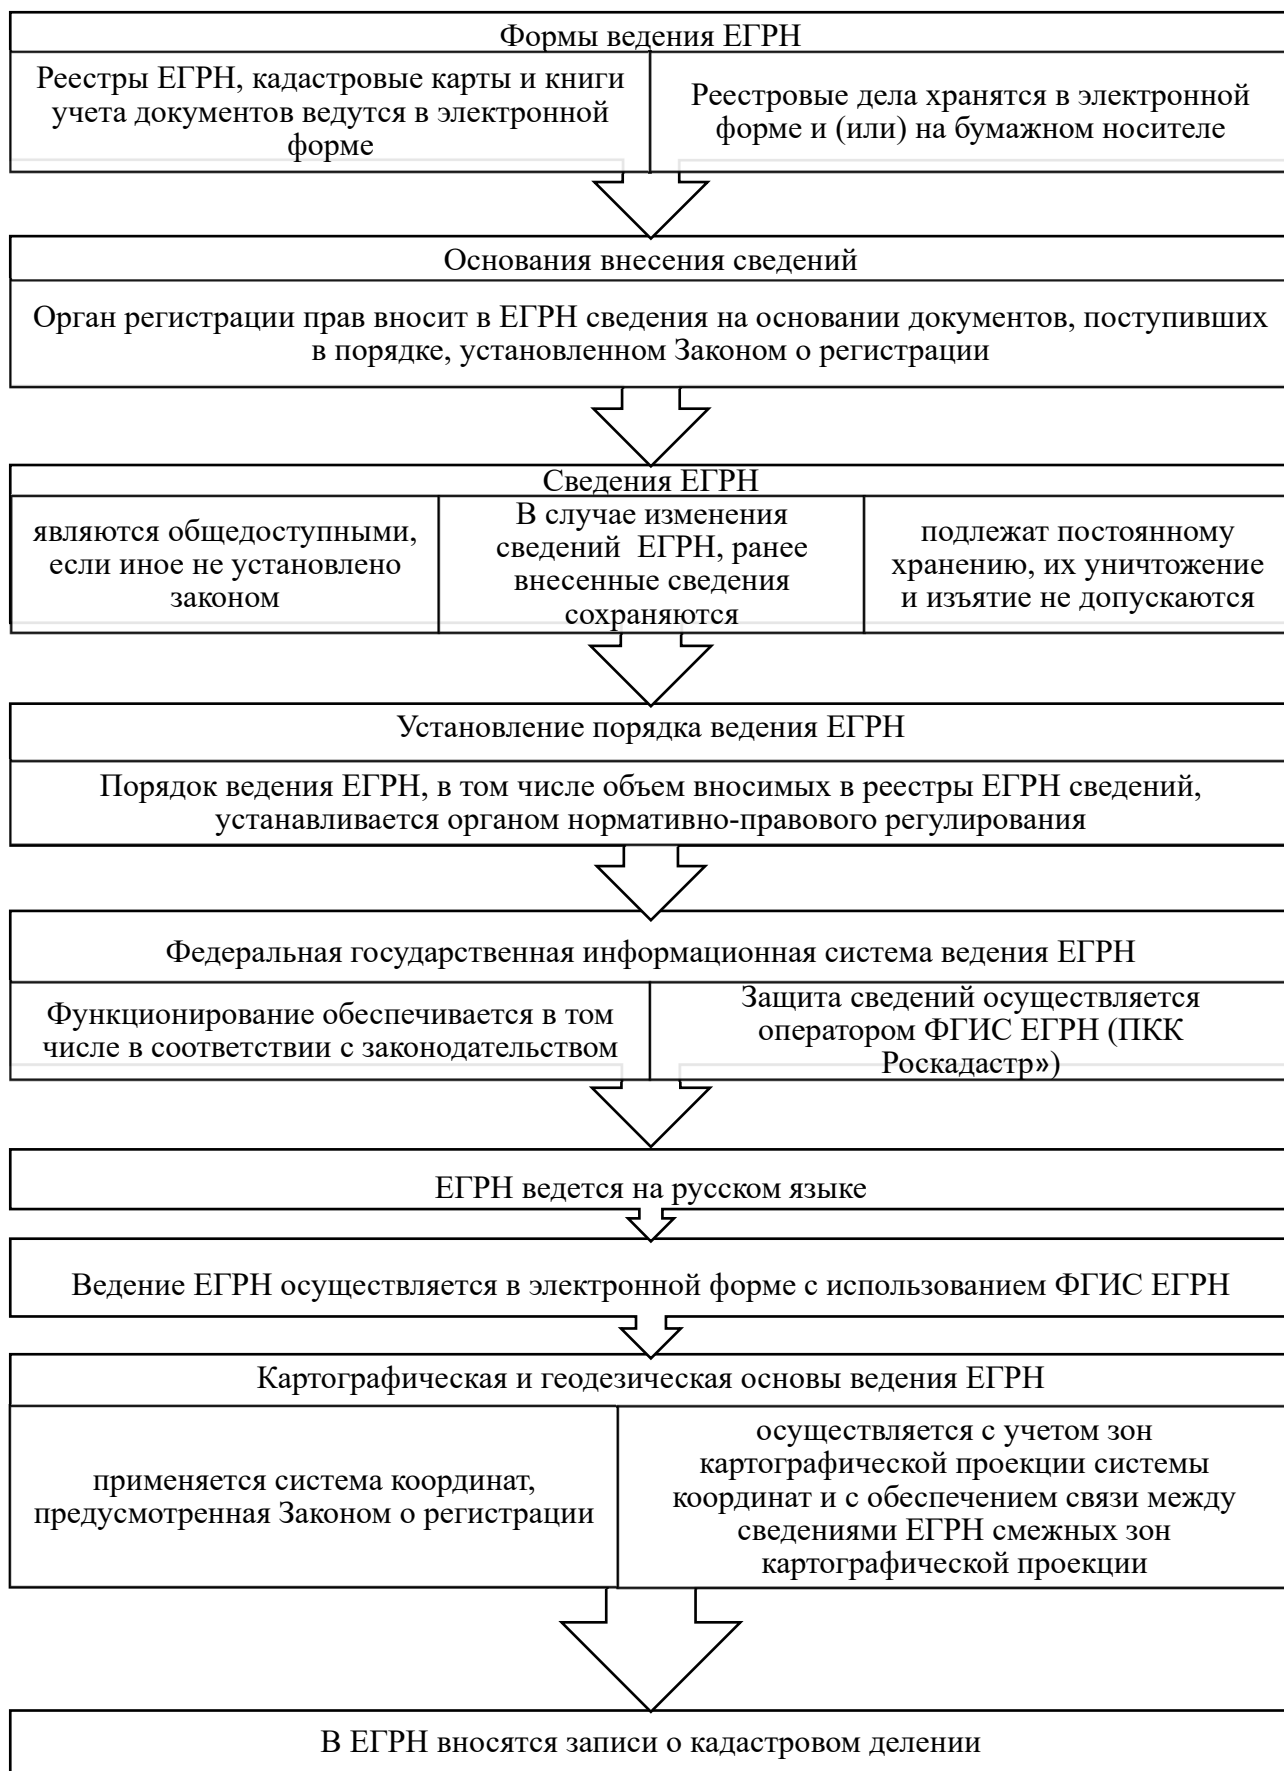 Формы ведения ЕГРН
Реестры ЕГРН, кадастровые карты и книги
учета документов ведутся в электронной
форме
Реестровые дела хранятся в электронной
форме и (или) на бумажном носителе
Основания внесения сведений
Орган регистрации прав вносит в ЕГРН сведения на основании документов, поступивших
в порядке, установленном Законом о регистрации
Сведения ЕГРН
являются общедоступными,
если иное не установлено
законом
В случае изменения
сведений ЕГРН, ранее
внесенные сведения
сохраняются
подлежат постоянному
хранению, их уничтожение
и изъятие не допускаются
Установление порядка ведения ЕГРН
Порядок ведения ЕГРН, в том числе объем вносимых в реестры ЕГРН сведений,
устанавливается органом нормативно-правового регулирования
Федеральная государственная информационная система ведения ЕГРН
Функционирование обеспечивается в том
числе в соответствии с законодательством
Защита сведений осуществляется
оператором ФГИС ЕГРН (ПКК
Роскадастр»)
ЕГРН ведется на русском языке
Ведение ЕГРН осуществляется в электронной форме с использованием ФГИС ЕГРН
Картографическая и геодезическая основы ведения ЕГРН
применяется система координат,
предусмотренная Законом о регистрации
осуществляется с учетом зон
картографической проекции системы
координат и с обеспечением связи между
сведениями ЕГРН смежных зон
картографической проекции
В ЕГРН вносятся записи о кадастровом делении